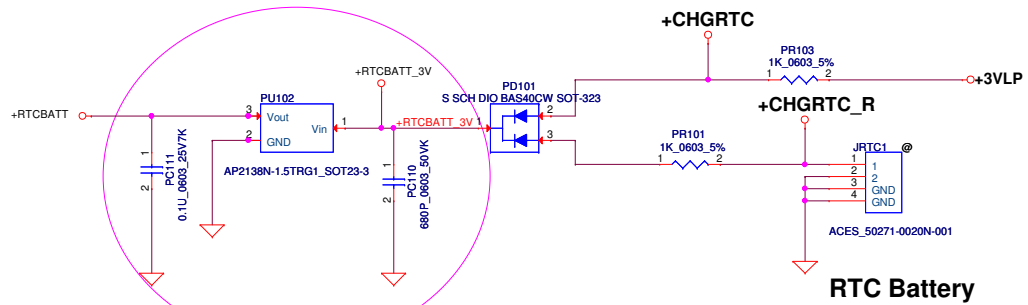 +CHGRTC
PR103
1K_0603_5%
1
2
+3VLP
+RTCBATT_3V
PD101
S SCH DIO BAS40CW SOT-323
+CHGRTC_R
+RTCBATT
PU102
3
Vout
2
GND
Vin
1
+RTCBATT_3V
1
2
3
PR101
1K_0603_5%
1
2
JRTC1
@
1
1
2
2
3
GND
4
GND
AP2138N-1.5TRG1_SOT23-3
ACES_50271-0020N-001
1
2
PC111
0.1U_0603_25V7K
1
2
PC110
680P_0603_50VK
RTC Battery